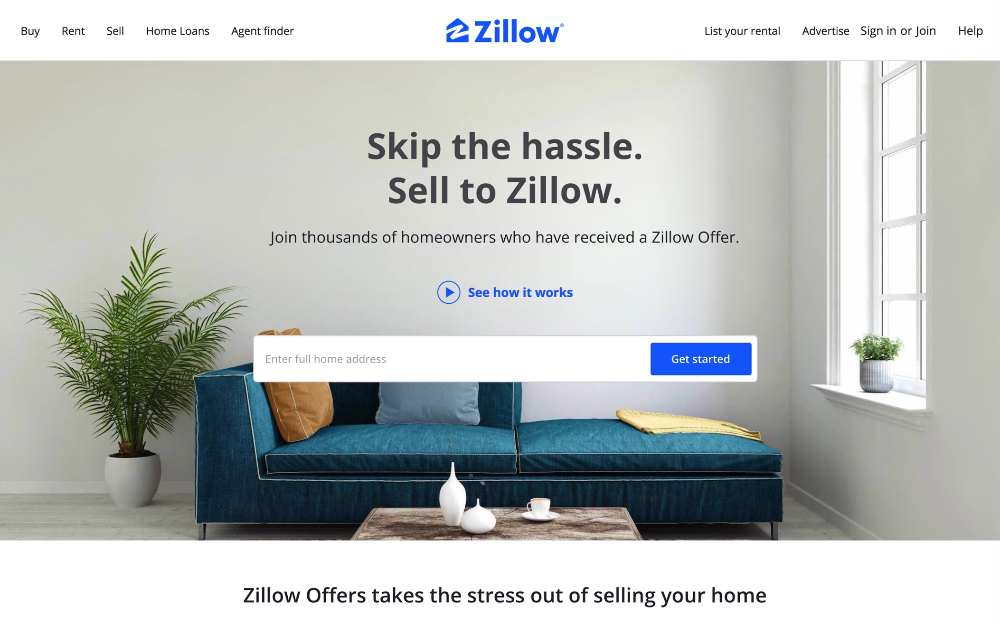 Buy Rent Sell Home Loans Agent finder Zillow® List your rental Advertise Sign in or Join Help
Skip the hassle.
Sell to Zillow.
Join thousands of homeowners who have received a Zillow Offer.
See how it works
Enter full home address Get started
Zillow Offers takes the stress out of selling your home